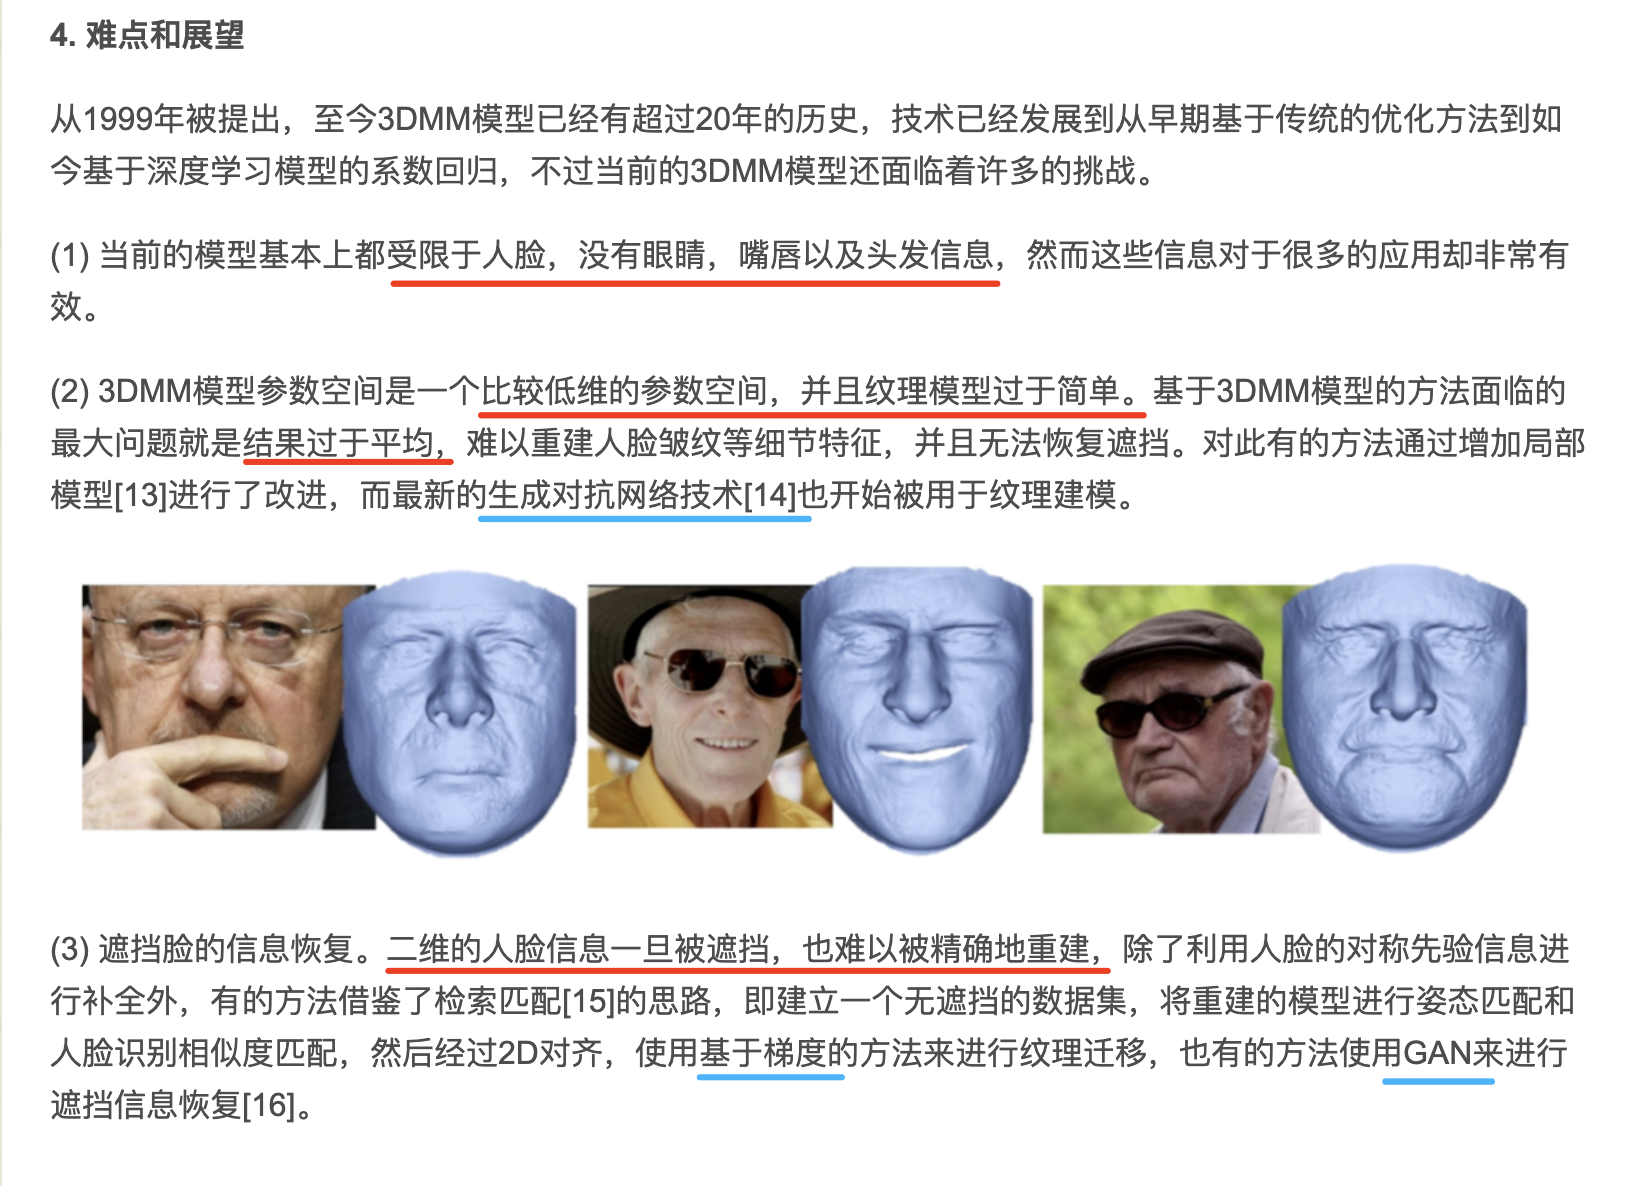 4. 难点和展望
从1999年被提出，至今3DMM模型已经有超过20年的历史，技术已经发展到从早期基于传统的优化方法到如
今基于深度学习模型的系数回归，不过当前的3DMM模型还面临着许多的挑战。
(1) 当前的模型基本上都受限于人脸，没有眼睛，嘴唇以及头发信息，然而这些信息对于很多的应用却非常有
效。
(2) 3DMM模型参数空间是一个比较低维的参数空间，并且纹理模型过于简单。基于3DMM模型的方法面临的
最大问题就是结果过于平均，难以重建人脸皱纹等细节特征，并且无法恢复遮挡。对此有的方法通过增加局部
模型[13]进行了改进，而最新的生成对抗网络技术[14]也开始被用于纹理建模。
(3) 遮挡脸的信息恢复。二维的人脸信息一旦被遮挡，也难以被精确地重建，除了利用人脸的对称先验信息进
行补全外，有的方法借鉴了检索匹配[15]的思路，即建立一个无遮挡的数据集，将重建的模型进行姿态匹配和
人脸识别相似度匹配，然后经过2D对齐，使用基于梯度的方法来进行纹理迁移，也有的方法使用GAN来进行
遮挡信息恢复[16]。